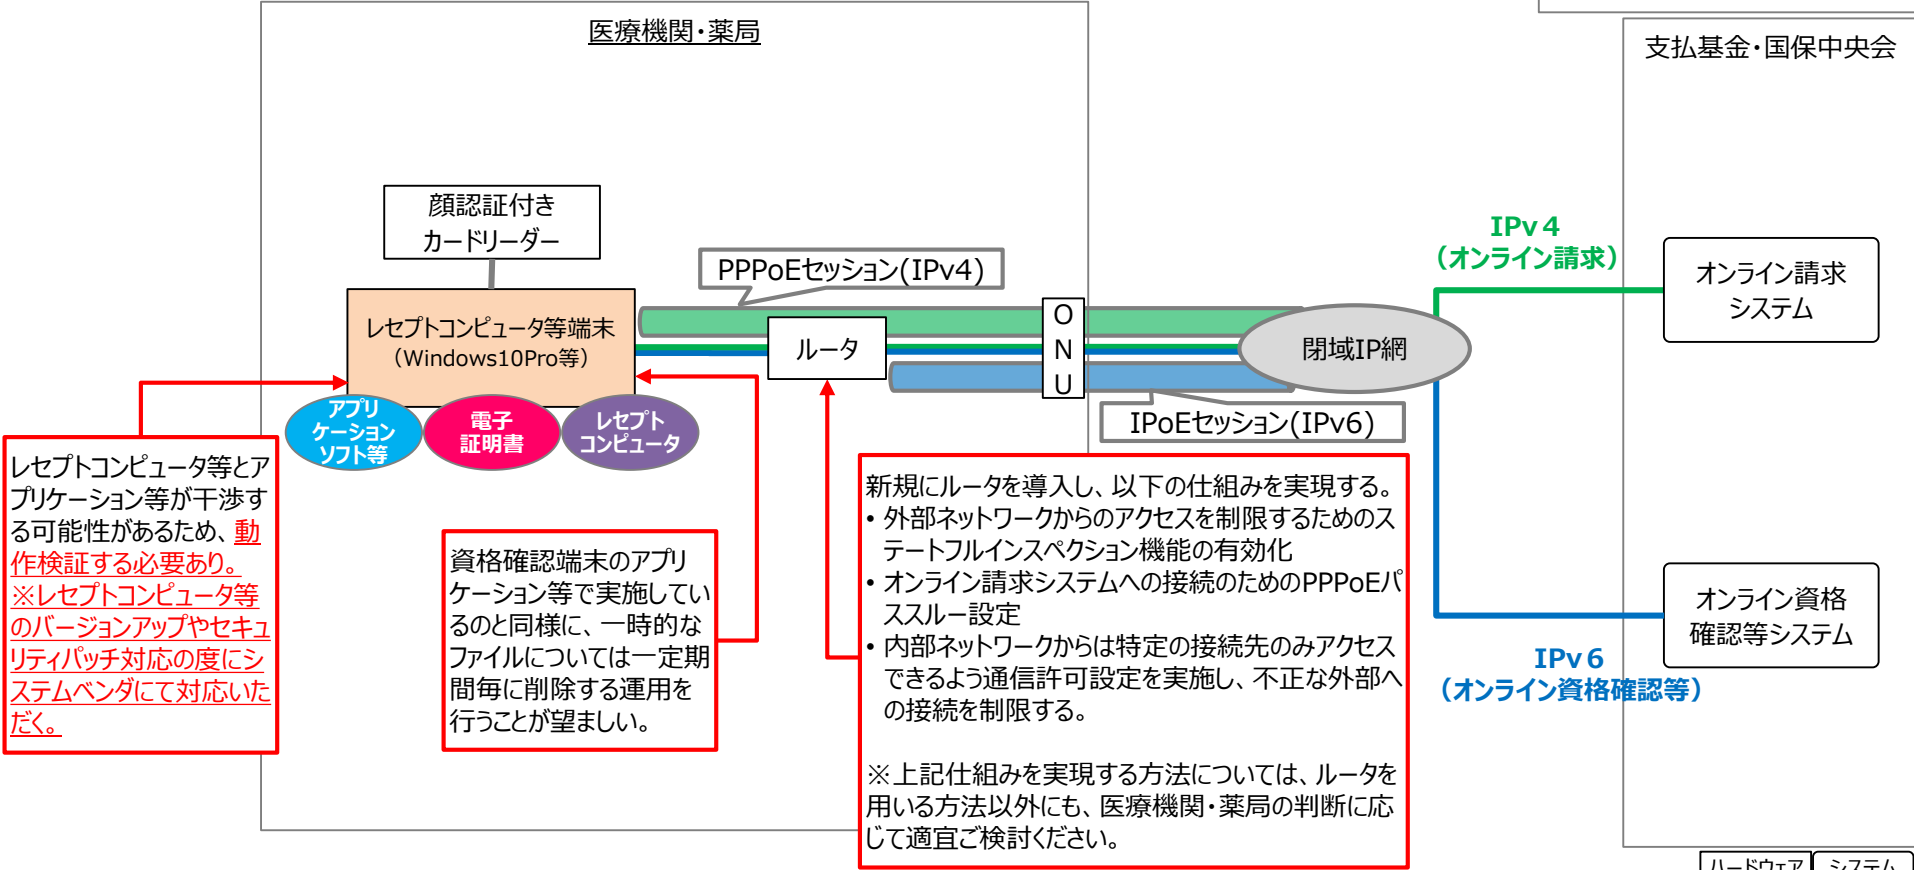 医療機関・薬局
支払基金・国保中央会
顔認証付き
カードリーダー
PPPoEセッション(IPv4)
IPv４
（オンライン請求）
オンライン請求
システム
レセプトコンピュータ等端末
（Windows10Pro等）
ルータ
O
N
U
閉域IP網
アプリ
ケーション
ソフト等
電子
証明書
レセプト
コンピュータ
IPoEセッション(IPv6)
レセプトコンピュータ等とア
プリケーション等が干渉す
る可能性があるため、動
作検証する必要あり。
※レセプトコンピュータ等
のバージョンアップやセキュ
リティパッチ対応の度にシ
ステムベンダにて対応いた
だく。
資格確認端末のアプリ
ケーション等で実施してい
るのと同様に、一時的な
ファイルについては一定期
間毎に削除する運用を
行うことが望ましい。
新規にルータを導入し、以下の仕組みを実現する。
• 外部ネットワークからのアクセスを制限するためのス
テートフルインスペクション機能の有効化
• オンライン請求システムへの接続のためのPPPoEパ
ススルー設定
• 内部ネットワークからは特定の接続先のみアクセス
できるよう通信許可設定を実施し、不正な外部へ
の接続を制限する。
※上記仕組みを実現する方法については、ルータを
用いる方法以外にも、医療機関・薬局の判断に応
じて適宜ご検討ください。
オンライン資格
確認等システム
IPv６
（オンライン資格確認等）
ハードウェア
システム